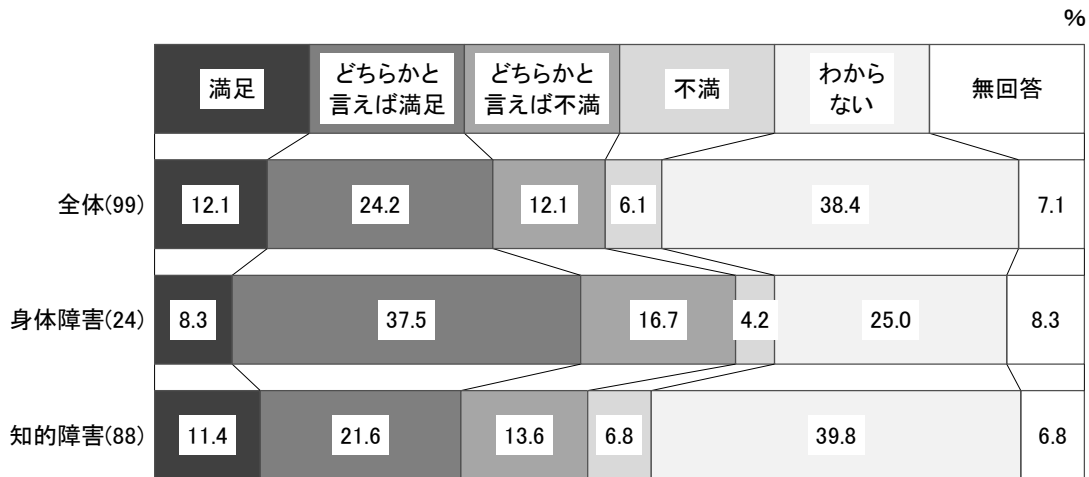 %
満足
どちらかと
言えば満足
どちらかと
言えば不満
不満
わから
ない
無回答
全体(99)
12.1
24.2
12.1
6.1
38.4
7.1
身体障害(24)
8.3
37.5
16.7
4.2
25.0
8.3
知的障害(88)
11.4
21.6
13.6
6.8
39.8
6.8